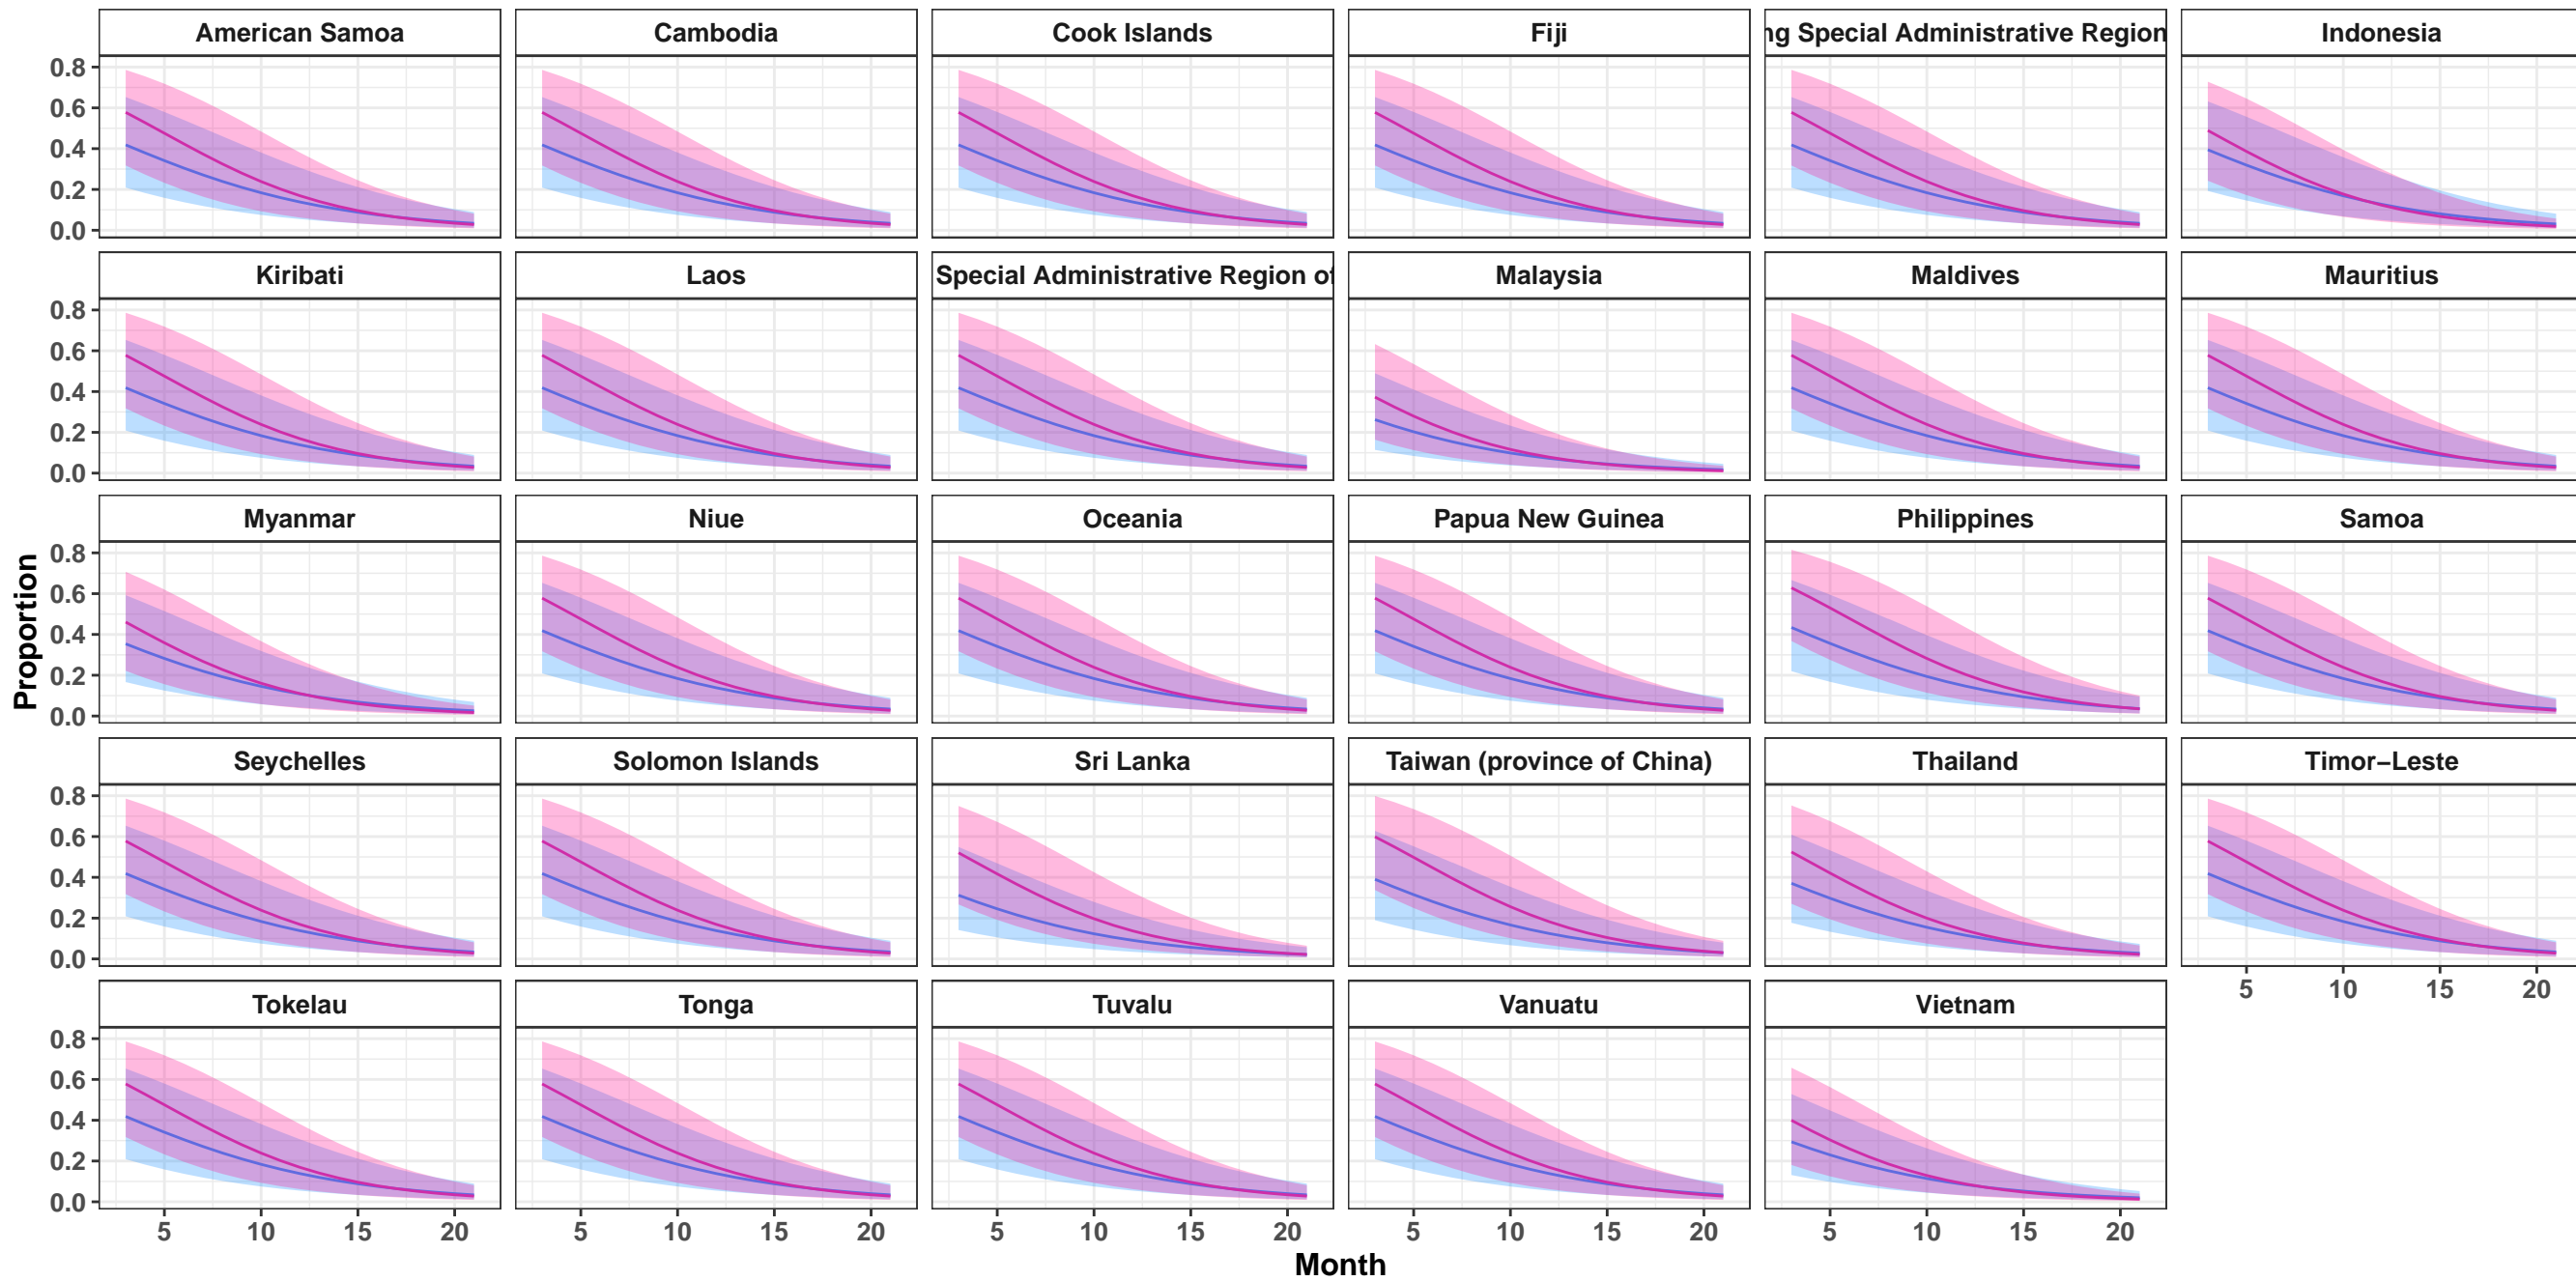 American Samoa Cambodia Cook Islands Fiji ng Special Administrative Region Indonesia
0.8
0.6
0.4
0.2
0.0
Kiribati Laos Special Administrative Region of Malaysia Maldives Mauritius
0.8
0.6
0.4
0.2
0.0
Myanmar Niue Oceania Papua New Guinea Philippines Samoa
0.8
0.6
0.4
0.2
0.0
Proportion
Seychelles Solomon Islands Sri Lanka Taiwan (province of China) Thailand Timor−Leste
0.8
0.6
0.4
0.2
0.0
5 10 15 20
Tokelau Tonga Tuvalu Vanuatu Vietnam
0.8
0.6
0.4
0.2
0.0
5 10 15 20 5 10 15 20 5 10 15 20 5 10 15 20 5 10 15 20
Month